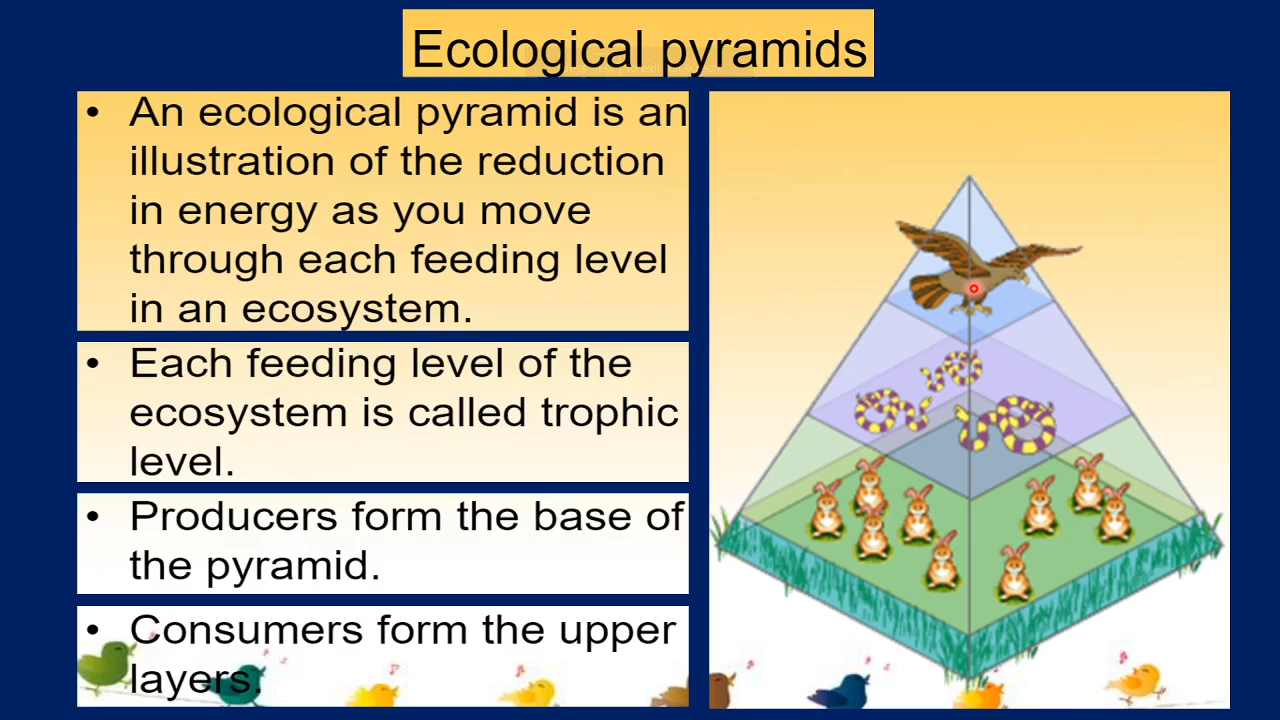 Ecological pyramids
• An ecological pyramid is an
illustration of the reduction
in energy as you move
through each feeding level
in an ecosystem.
• Each feeding level of the
ecosystem is called trophic
level.
• Producers form the base of
the pyramid.
• Consumers form the upper
layers.